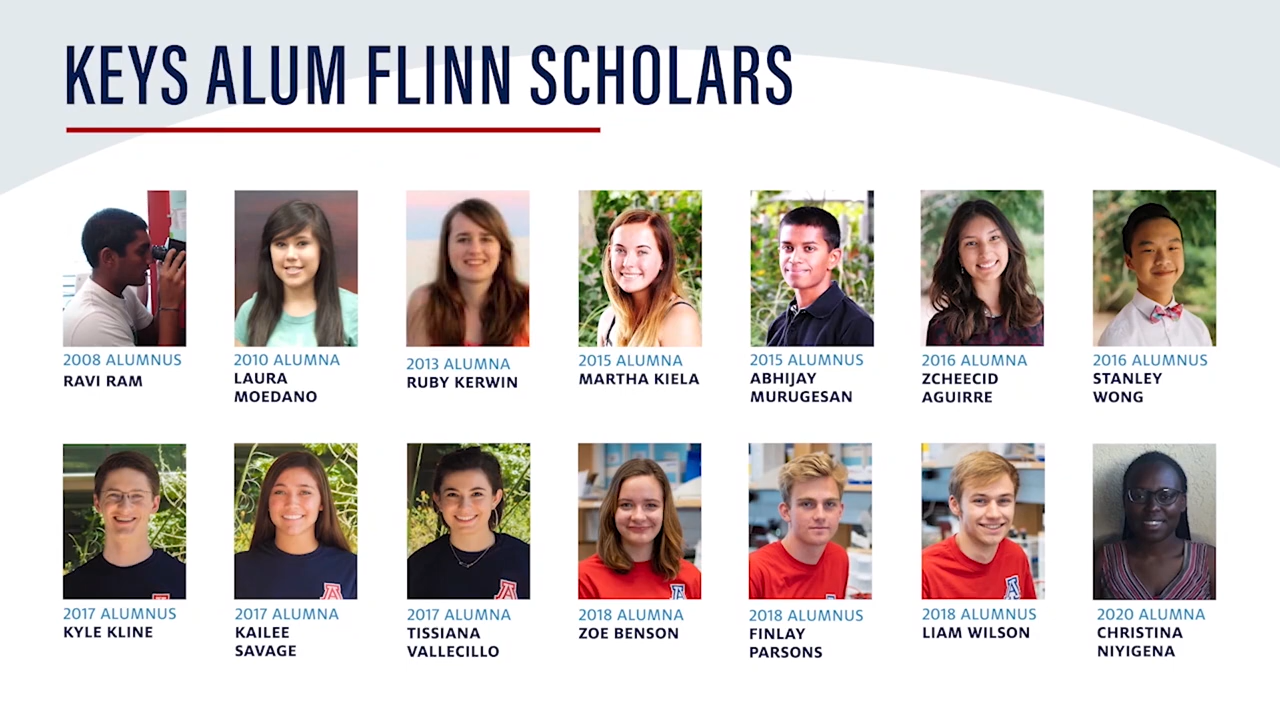 KEYS ALUM FLINN SCHOLARS
2008 ALUMNUS
RAVI RAM
2010 ALUMNA
LAURA
MOEDANO
2013 ALUMNA
RUBY KERWIN
2015 ALUMNA
MARTHA KIELA
2015 ALUMNUS
ABHIJAY
MURUGESAN
2016 ALUMNA
ZCHEECID
AGUIRRE
2016 ALUMNUS
STANLEY
WONG
2017 ALUMNUS
KYLE KLINE
2017 ALUMNA
KAILEE
SAVAGE
2017 ALUMNA
TISSIANA
VALLECILLO
2018 ALUMNA
ZOE BENSON
2018 ALUMNUS
FINLAY
PARSONS
2018 ALUMNUS
LIAM WILSON
2020 ALUMNA
CHRISTINA
NIYIGENA